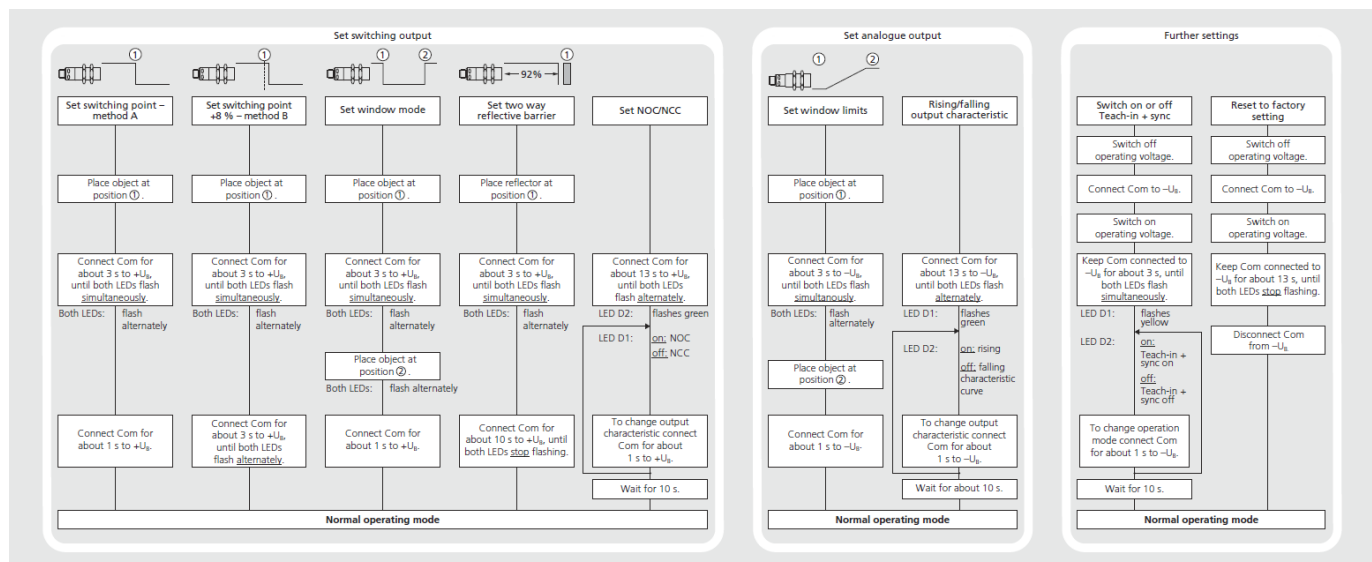 Set switching output
①
①
①
②
①
92%
Set switching point –
method A
Place object at
position ①.
Connect Com for
about 3 s to +UB,
until both LEDs flash
simultaneously.
Both LEDs: flash
alternately
Connect Com for
about 1 s to +UB.
Set switching point
+8 % – method B
Place object at
position ①.
Connect Com for
about 3 s to +UB,
until both LEDs flash
simultaneously.
Both LEDs: flash
alternately
Connect Com for
about 3 s to +UB,
until both LEDs
flash alternately.
Set window mode
Place object at
position ①.
Connect Com for
about 3 s to +UB,
until both LEDs flash
simultaneously.
Both LEDs: flash
alternately
Place object at
position ②.
Both LEDs: flash alternately
Connect Com for
about 1 s to +UB.
Set two way
reflective barrier
Place reflector at
position ①.
Connect Com for
about 3 s to +UB,
until both LEDs flash
simultaneously.
Both LEDs: flash
alternately
Connect Com for
about 10 s to +UB, until
both LEDs stop flashing.
Set NOC/NCC
Connect Com for
about 13 s to +UB,
until both LEDs
flash alternately.
LED D2: flashes green
LED D1: on: NOC
off: NCC
To change output
characteristic connect
Com for about
1 s to +UB.
Wait for 10 s.
Normal operating mode
Set analogue output
①
②
Set window limits
Place object at
position ①.
Connect Com for
about 3 s to –UB,
until both LEDs flash
simultanously.
Both LEDs: flash
alternately
Place object at
position ②.
Connect Com for
about 1 s to –UB.
Rising/falling
output characteristic
Connect Com for
about 13 s to –UB,
until both LEDs flash
alternately.
LED D1: flashes
green
LED D2: on: rising
off: falling
characteristic
curve
To change output
characteristic connect
Com for about
1 s to –UB.
Wait for about 10 s.
Normal operating mode
Further settings
Switch on or off
Teach-in + sync
Switch off
operating voltage.
Connect Com to –UB.
Switch on
operating voltage.
Keep Com connected to
–UB for about 3 s, until
both LEDs flash
simultaneously.
LED D1: flashes
yellow
LED D2: on:
Teach-in +
sync on
off:
Teach-in +
sync off
To change operation
mode connect Com
for about 1 s to –UB.
Wait for 10 s.
Reset to factory
setting
Switch off
operating voltage.
Connect Com to –UB.
Switch on
operating voltage.
Keep Com connected to
–UB for about 13 s, until
both LEDs stop flashing.
Disconnect Com
from –UB.
Normal operating mode